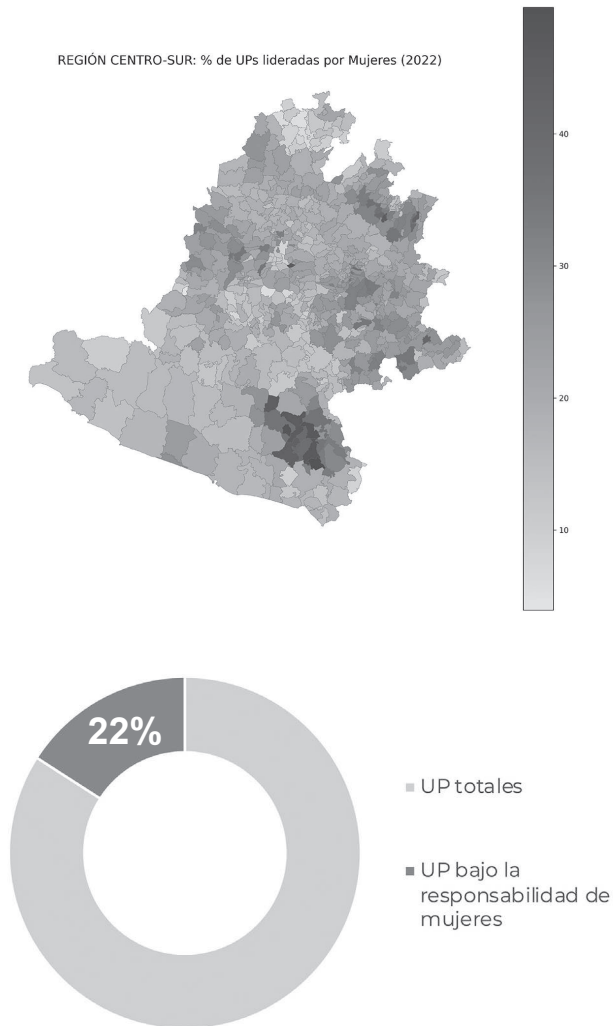 REGIÓN CENTRO-SUR: % de UPs lideradas por Mujeres (2022)
40
30
20
10
22%
UP totales
UP bajo la
responsabilidad de
mujeres